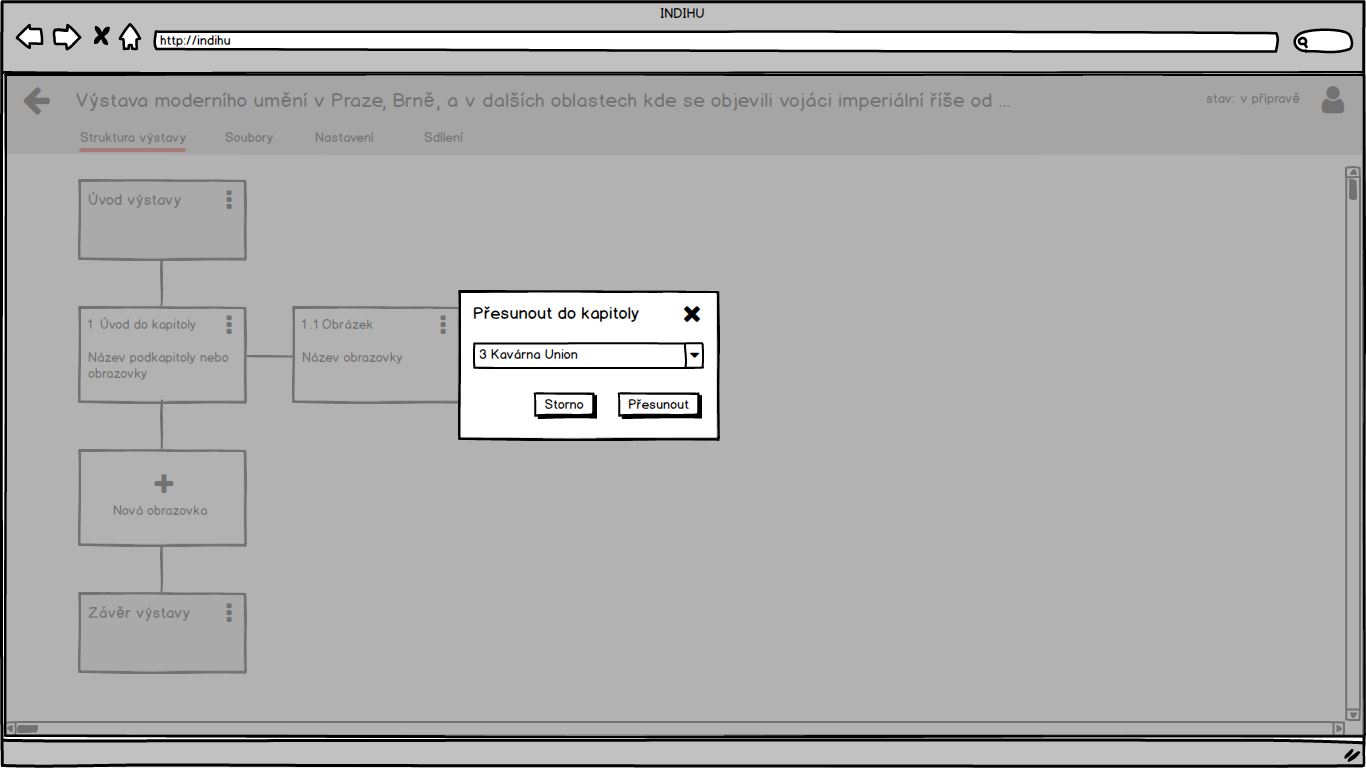 INDIHU
http://indihu
Výstava moderního umění v Praze, Brně, a v dalších oblastech kde se objevili vojáci imperiální říše od ...
stav: v přípravě
Struktura výstavy
Soubory
Nastavení
Sdílení
Úvod výstavy
1 Úvod do kapitoly
Název podkapitoly nebo
obrazovky
1.1 Obrázek
Název obrazovky
Přesunout do kapitoly
3 Kavárna Union
Storno
Přesunout
Nová obrazovka
Závěr výstavy